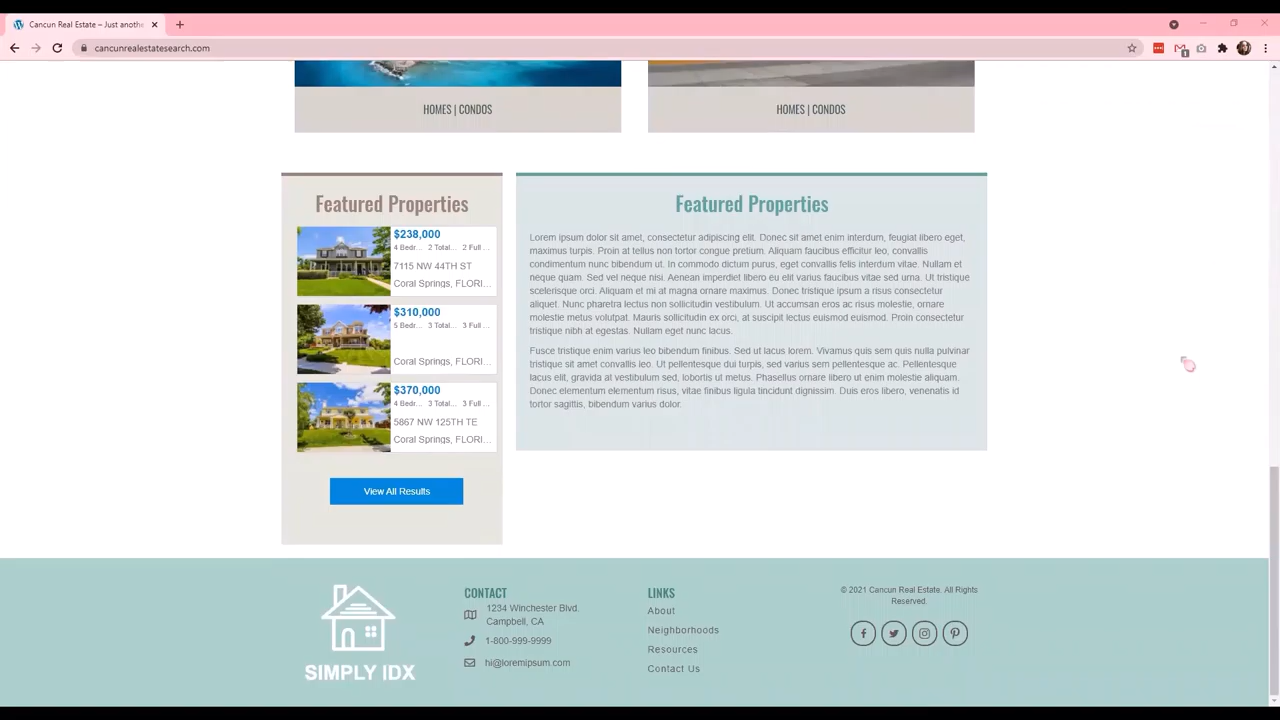 Cancun Real Estate – Just anothe
cancunrealestatesearch.com
HOMES | CONDOS
HOMES | CONDOS
Featured Properties
$238,000
4 Bedr... 2 Total... 2 Full ...
7115 NW 44TH ST
Coral Springs, FLORI...
$310,000
5 Bedr... 3 Total... 3 Full ...
Coral Springs, FLORI...
$370,000
4 Bedr... 3 Total... 3 Full ...
5867 NW 125TH TE
Coral Springs, FLORI...
View All Results
Featured Properties
Lorem ipsum dolor sit amet, consectetur adipiscing elit. Donec sit amet enim interdum, feugiat libero eget,
maximus turpis. Proin at tellus non tortor congue pretium. Aliquam faucibus efficitur leo, convallis
condimentum nunc bibendum ut. In commodo dictum purus, eget convallis felis interdum vitae. Nullam et
neque quam. Sed vel neque nisi. Aenean imperdiet libero eu elit varius faucibus vitae sed urna. Ut tristique
scelerisque orci. Aliquam et mi at magna ornare maximus. Donec tristique ipsum a risus consectetur
aliquet. Nunc pharetra lectus non sollicitudin vestibulum. Ut accumsan eros ac risus molestie, ornare
molestie metus volutpat. Mauris sollicitudin ex orci, at suscipit lectus euismod euismod. Proin consectetur
tristique nibh at egestas. Nullam eget nunc lacus.
Fusce tristique enim varius leo bibendum finibus. Sed ut lacus lorem. Vivamus quis sem quis nulla pulvinar
tristique sit amet convallis leo. Ut pellentesque dui turpis, sed varius sem pellentesque ac. Pellentesque
lacus elit, gravida at vestibulum sed, lobortis ut metus. Phasellus ornare libero ut enim molestie aliquam.
Donec elementum elementum risus, vitae finibus ligula tincidunt dignissim. Duis eros libero, venenatis id
tortor sagittis, bibendum varius dolor.
SIMPLY IDX
CONTACT
1234 Winchester Blvd.
Campbell, CA
1-800-999-9999
hi@loremipsum.com
LINKS
About
Neighborhoods
Resources
Contact Us
© 2021 Cancun Real Estate. All Rights
Reserved.